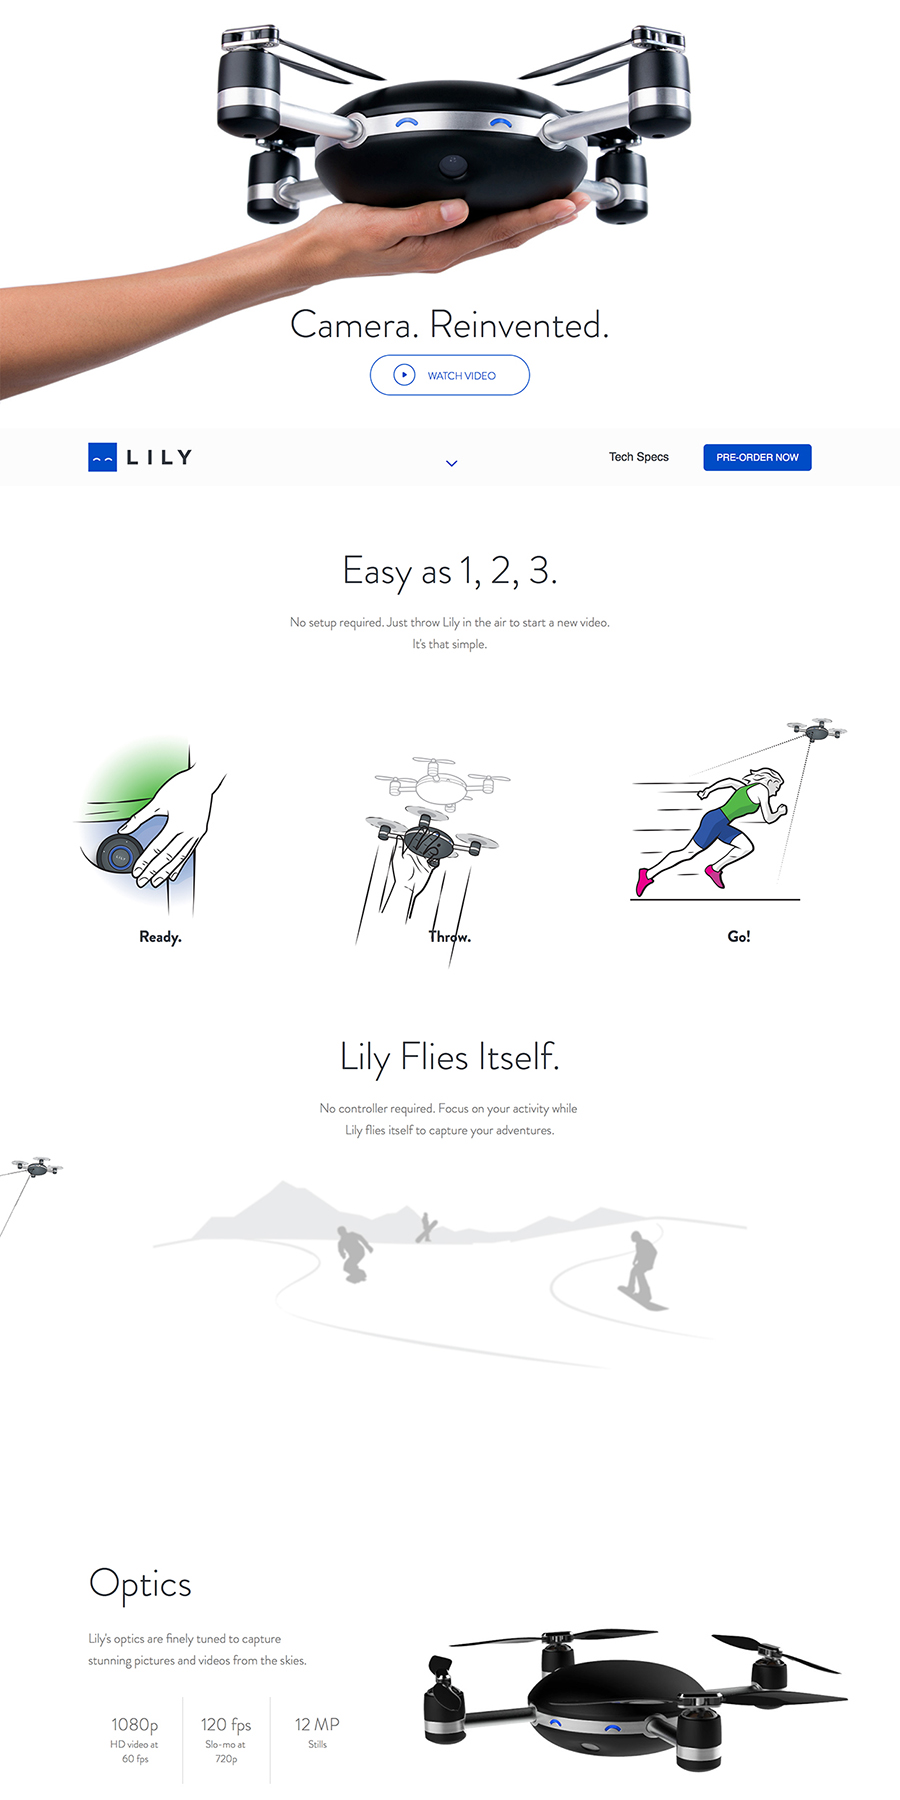 Camera. Reinvented.
WATCH VIDEO
LILY
Tech Specs
PRE-ORDER NOW
Easy as 1, 2, 3.
No setup required. Just throw Lily in the air to start a new video.
It's that simple.
LILY
Ready.
Throw.
Go!
Lily Flies Itself.
No controller required. Focus on your activity while
Lily flies itself to capture your adventures.
Optics
Lily's optics are finely tuned to capture
stunning pictures and videos from the skies.
1080p
HD video at
60 fps
120 fps
Slo-mo at
720p
12 MP
Stills